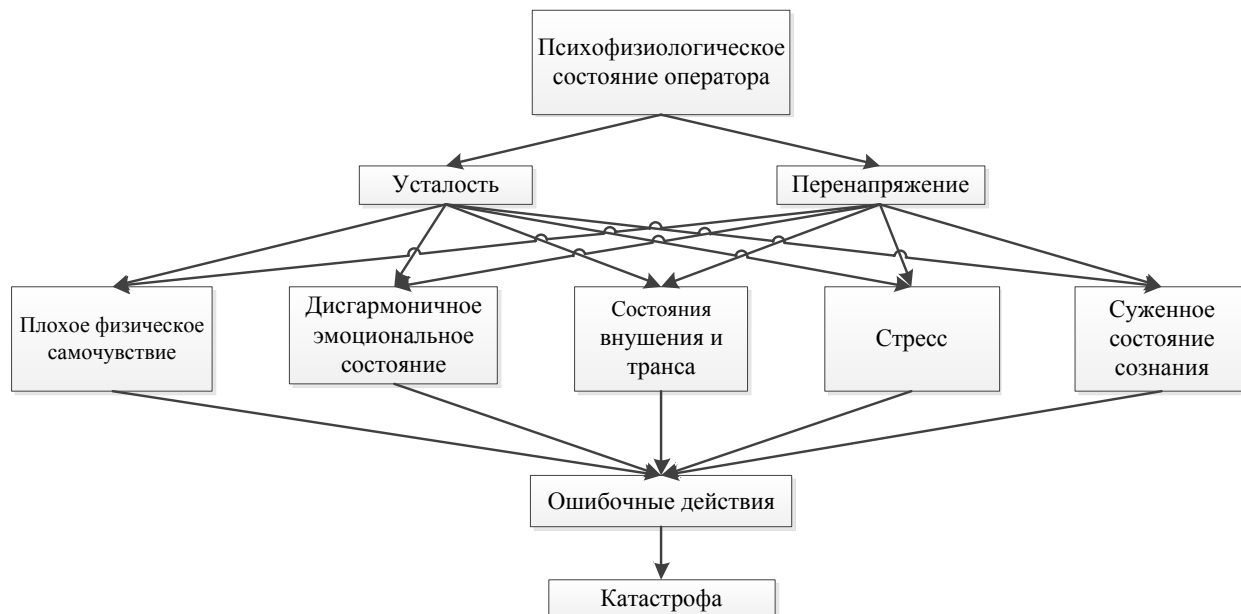 Психофизиологическое
состояние оператора
Усталость
Перенапряжение
Плохое физическое
самочувствие
Дисгармоничное
эмоциональное
состояние
Состояния
внушения и
транса
Стресс
Суженное
состояние
сознания
Ошибочные действия
Катастрофа